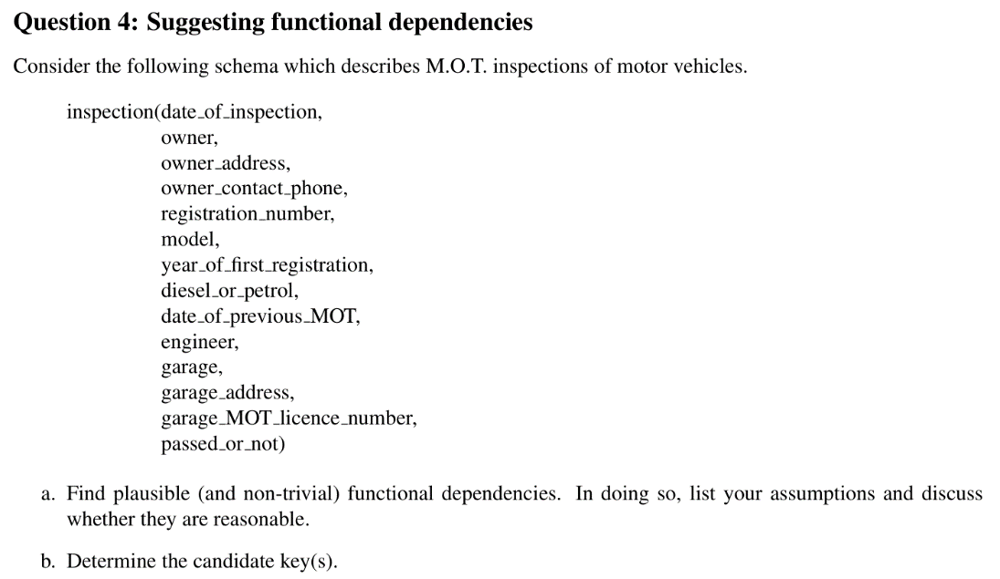 Question 4: Suggesting functional dependencies
Consider the following schema which describes M.O.T. inspections of motor vehicles.
inspection(date_of_inspection,
owner,
owner_address,
owner_contact_phone,
registration_number,
model,
year_of_first_registration,
diesel_or_petrol,
date_of_previous_MOT,
engineer,
garage,
garage_address,
garage_MOT_licence_number,
passed_or_not)
a. Find plausible (and non-trivial) functional dependencies. In doing so, list your assumptions and discuss
whether they are reasonable.
b. Determine the candidate key(s).